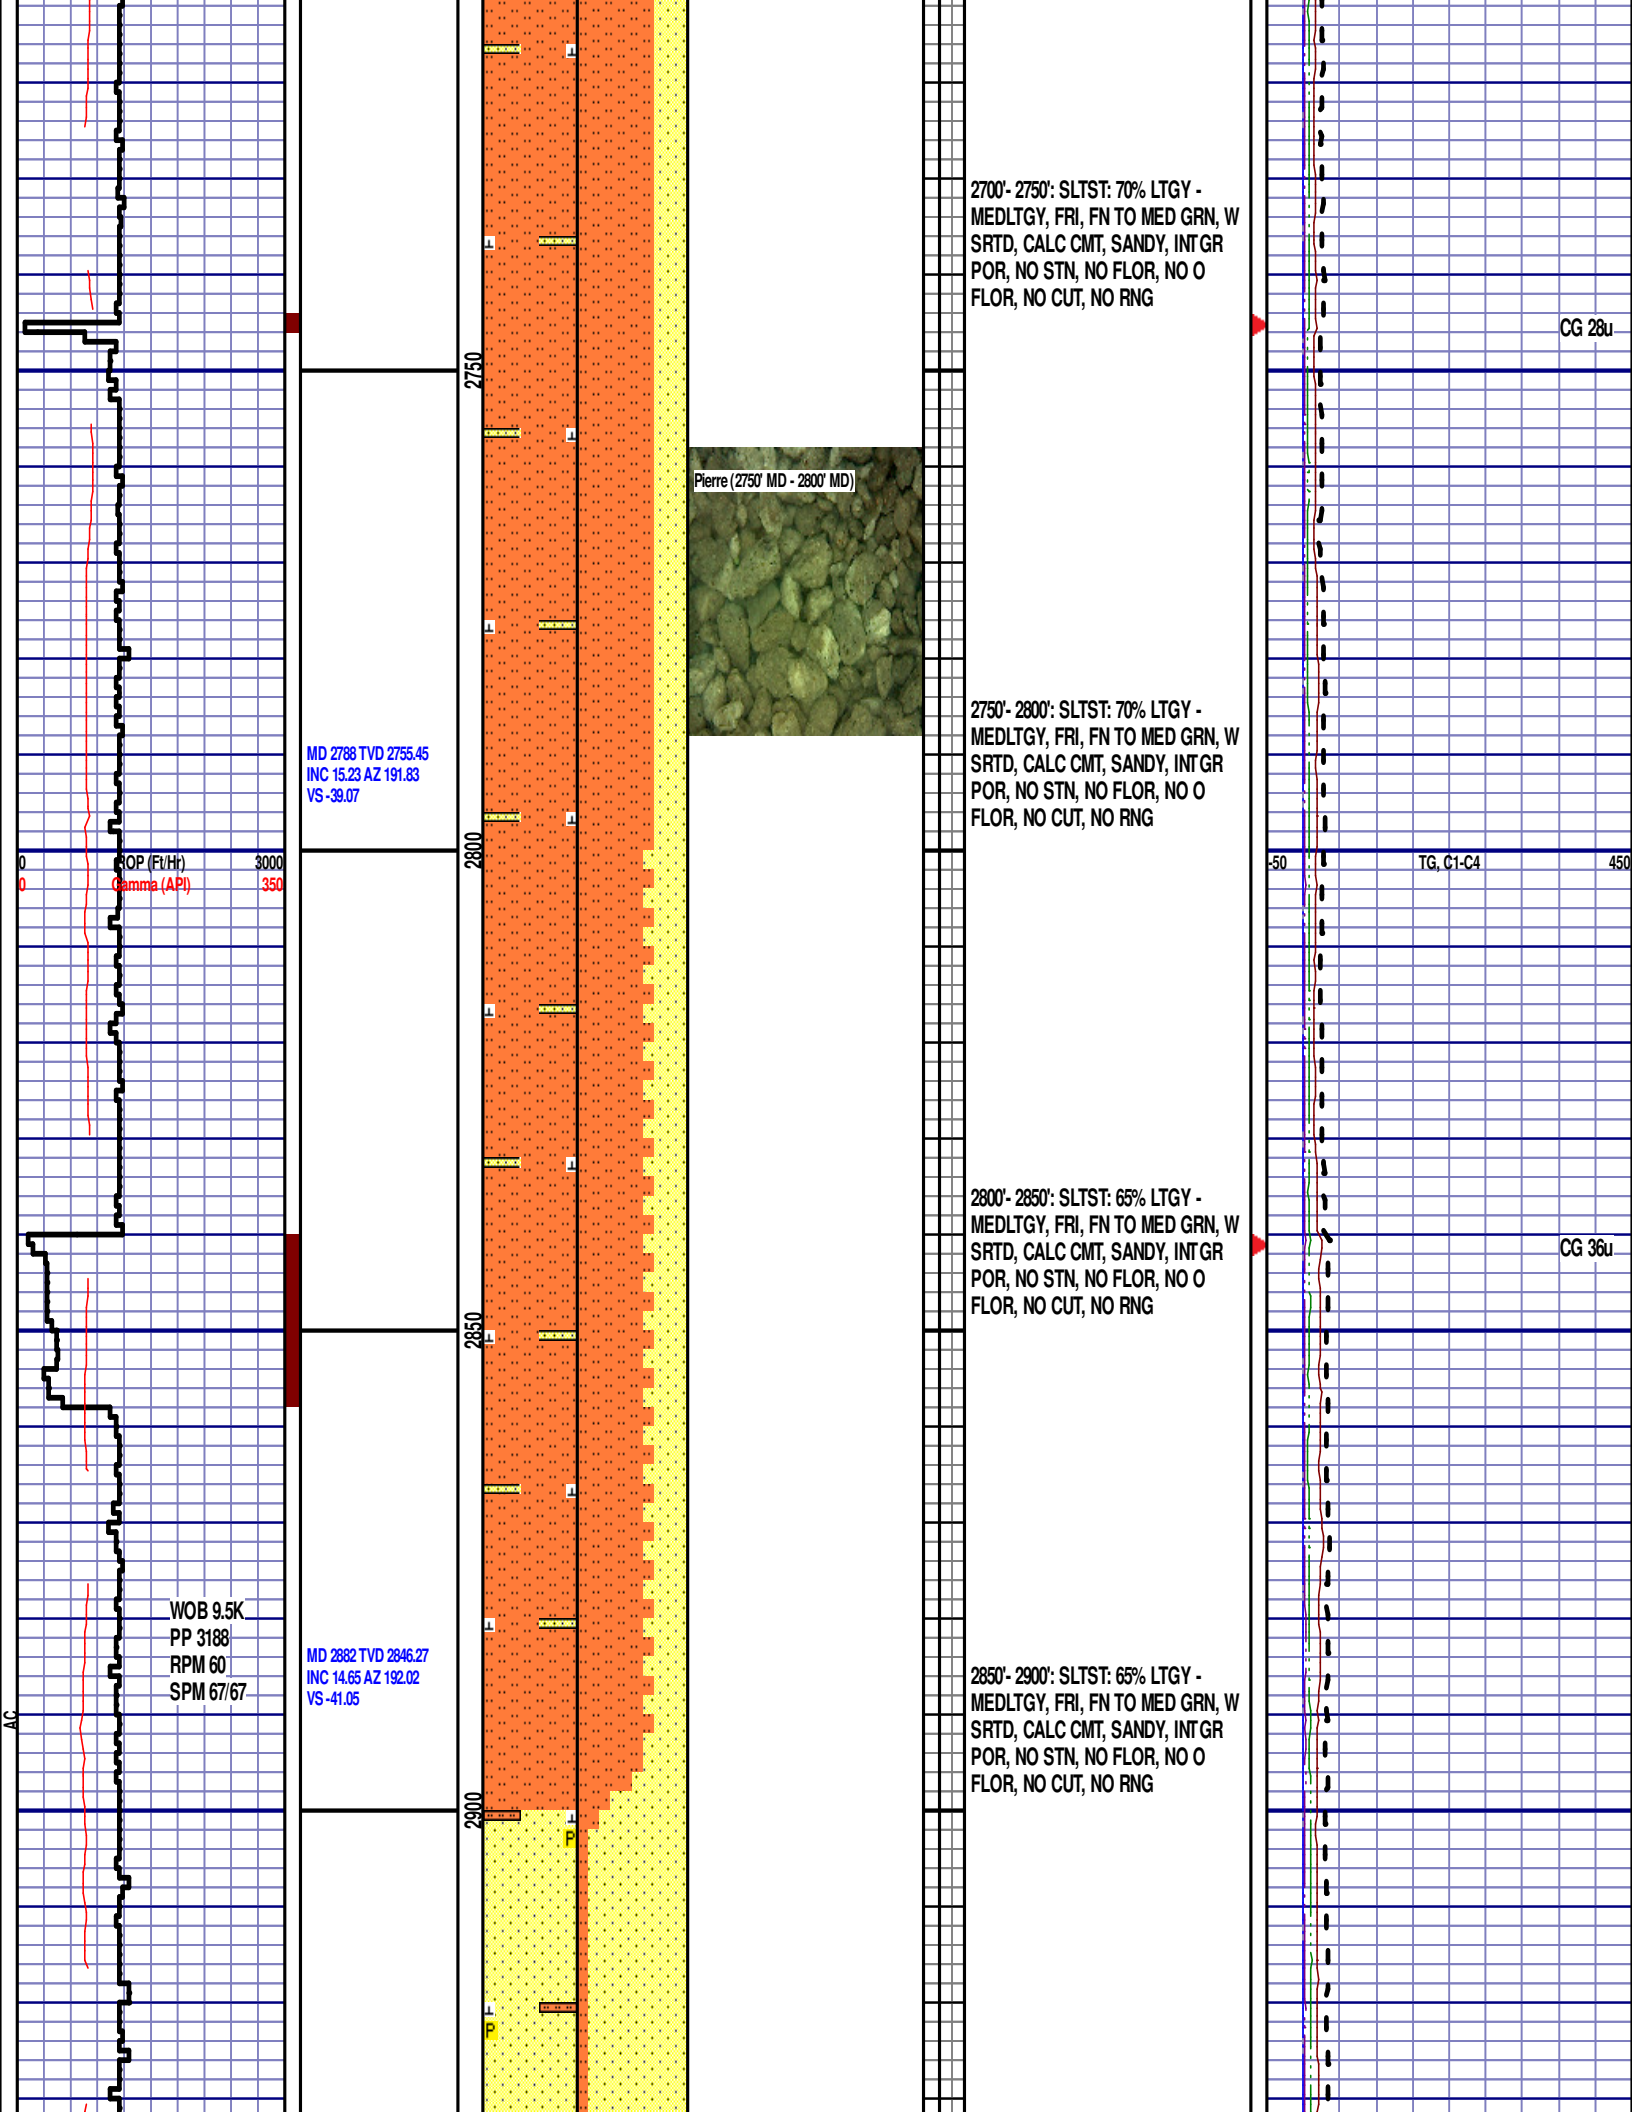 2700'- 2750': SLTST: 70% LTGY -
MEDLTGY, FRI, FN TO MED GRN, W
SRTD, CALC CMT, SANDY, INTGR
POR, NO STN, NO FLOR, NO O
FLOR, NO CUT, NO RNG
CG 28u
2750
Pierre (2750' MD - 2800' MD)
2750'- 2800': SLTST: 70% LTGY -
MEDLTGY, FRI, FN TO MED GRN, W
SRTD, CALC CMT, SANDY, INTGR
POR, NO STN, NO FLOR, NO O
FLOR, NO CUT, NO RNG
MD 2788 TVD 2755.45
INC 15.23 AZ 191.83
VS -39.07
2800
0 ROP (Ft/Hr) 3000
0 Gamma (API) 350
-50 TG, C1-C4 450
2800'- 2850': SLTST: 65% LTGY -
MEDLTGY, FRI, FN TO MED GRN, W
SRTD, CALC CMT, SANDY, INTGR
POR, NO STN, NO FLOR, NO O
FLOR, NO CUT, NO RNG
CG 36u
2850
WOB 9.5K
PP 3188
RPM 60
SPM 67/67
MD 2882 TVD 2846.27
INC 14.65 AZ 192.02
VS -41.05
2850'- 2900': SLTST: 65% LTGY -
MEDLTGY, FRI, FN TO MED GRN, W
SRTD, CALC CMT, SANDY, INTGR
POR, NO STN, NO FLOR, NO O
FLOR, NO CUT, NO RNG
AC
2900
P
P